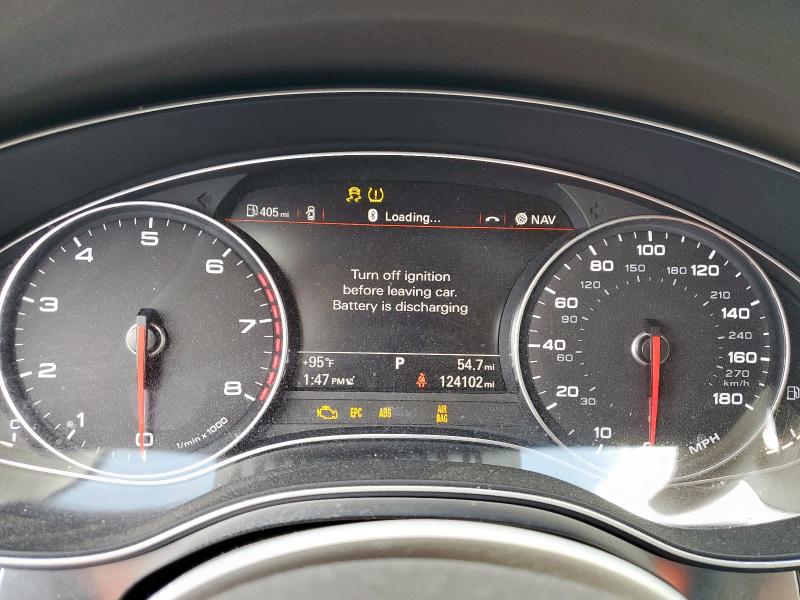 405 mi
Loading...
NAV
Turn off ignition
before leaving car.
Battery is discharging
+95°F
P
54.7 mi
1:47 PM
124102 mi
EPC
ABS
AIR
BAG
0
1
2
3
4
5
6
7
8
1/min x 1000
10
20
30
40
60
60
90
80
120
100
150
120
180
140
210
160
240
180
270
km/h
MPH
C